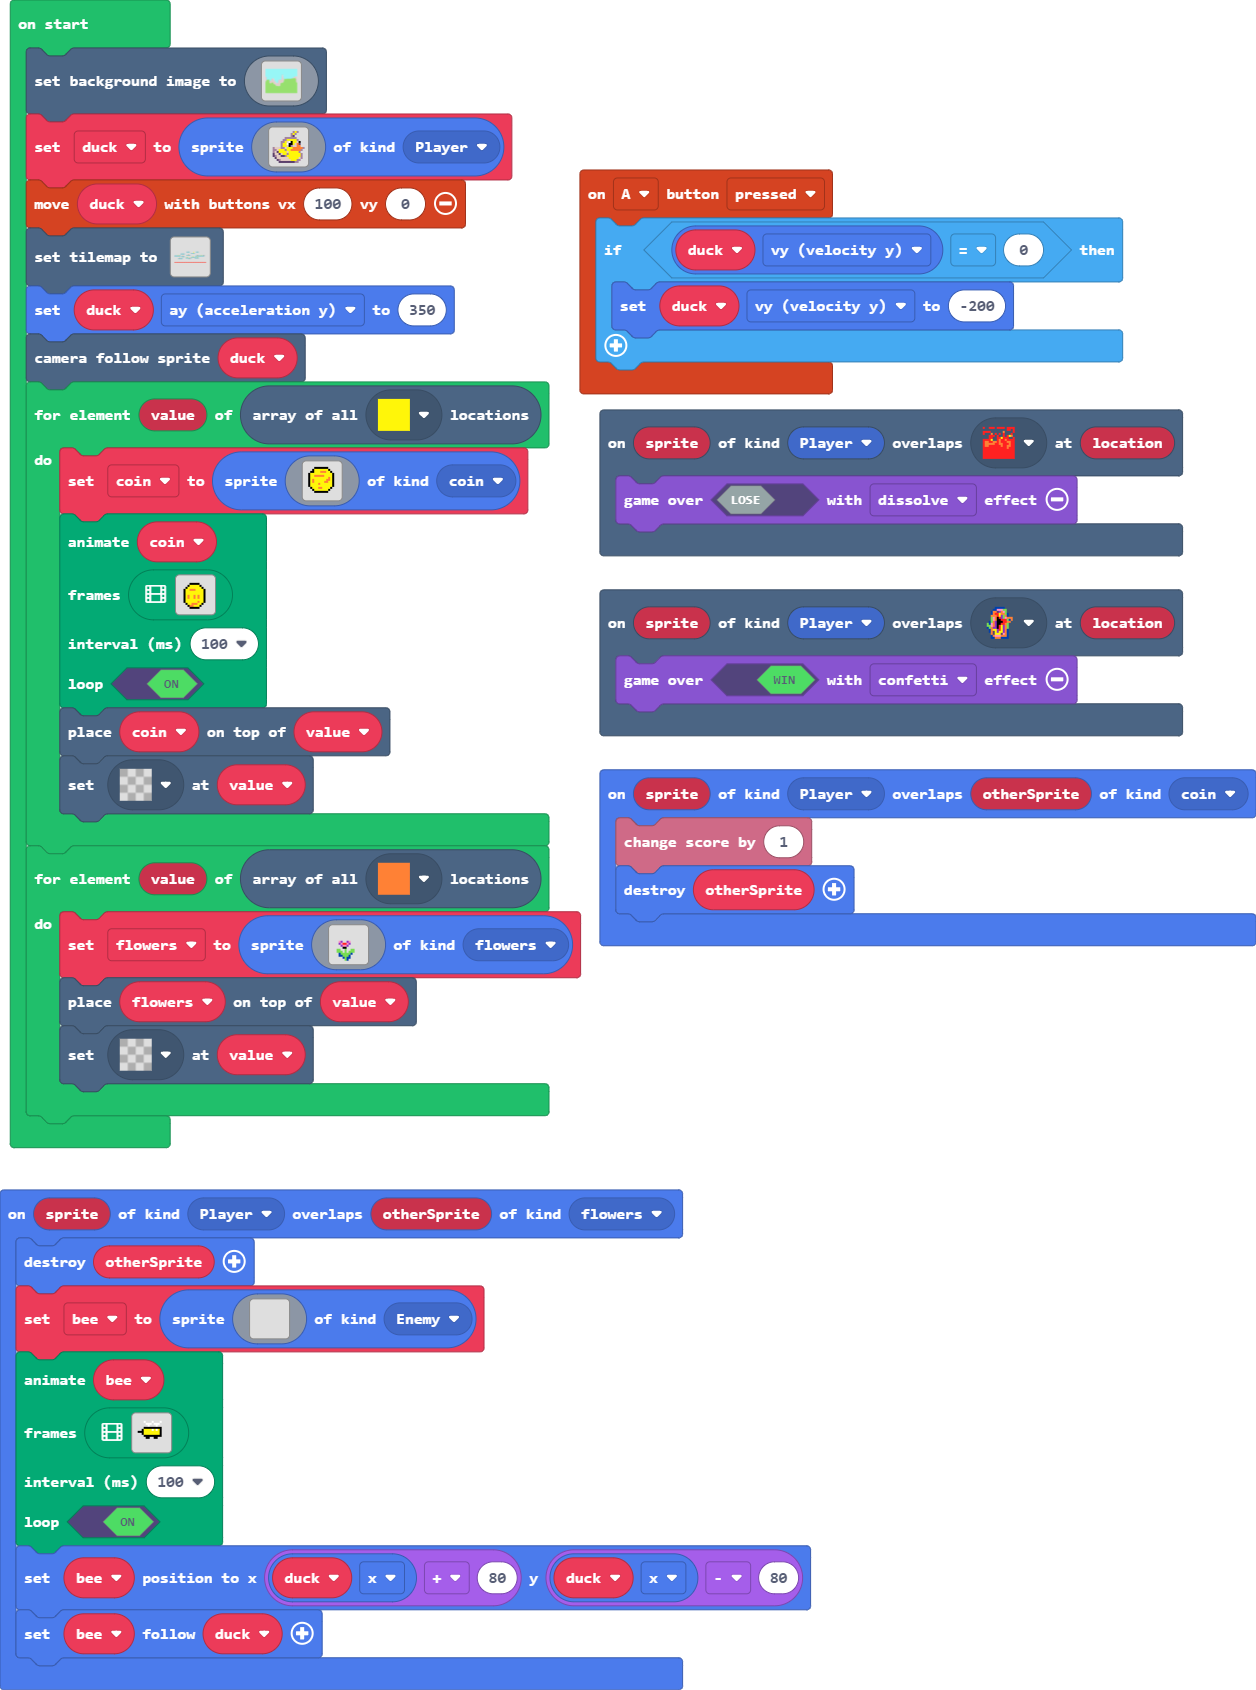 on start
set background image to
set duck to sprite of kind Player
move duck with buttons vx 100 vy 0
set tilemap to
set duck ay (acceleration y) to 350
camera follow sprite duck
for element value of array of all locations
do
set coin to sprite of kind coin
animate coin
frames
interval (ms) 100
loop ON
place coin on top of value
set at value
for element value of array of all locations
do
set flowers to sprite of kind flowers
place flowers on top of value
set at value
on A button pressed
if duck vy (velocity y) = 0 then
set duck vy (velocity y) to -200
on sprite of kind Player overlaps at location
game over LOSE with dissolve effect
on sprite of kind Player overlaps at location
game over WIN with confetti effect
on sprite of kind Player overlaps otherSprite of kind coin
change score by 1
destroy otherSprite
on sprite of kind Player overlaps otherSprite of kind flowers
destroy otherSprite
set bee to sprite of kind Enemy
animate bee
frames
interval (ms) 100
loop ON
set bee position to x duck x + 80 y duck x - 80
set bee follow duck